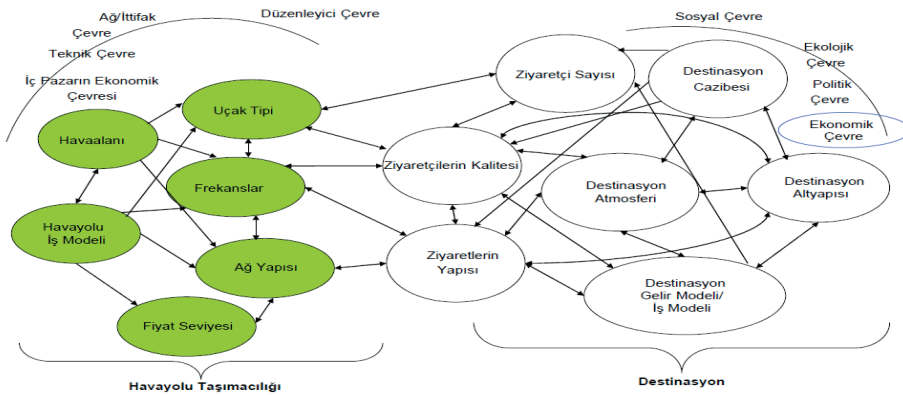 Ağ/İttifak
Çevre
Düzenleyici Çevre
Teknik Çevre
İç Pazarın Ekonomik
Çevresi
Sosyal Çevre
Ekolojik
Çevre
Politik
Çevre
Ekonomik
Çevre
Uçak Tipi
Havaalanı
Frekanslar
Havayolu
İş Modeli
Ağ Yapısı
Fiyat Seviyesi
Ziyaretçi Sayısı
Destinasyon
Cazibesi
Ziyaretçilerin Kalitesi
Destinasyon
Atmosferi
Destinasyon
Altyapısı
Ziyaretlerin
Yapısı
Destinasyon
Gelir Modeli/
İş Modeli
Havayolu Taşımacılığı
Destinasyon